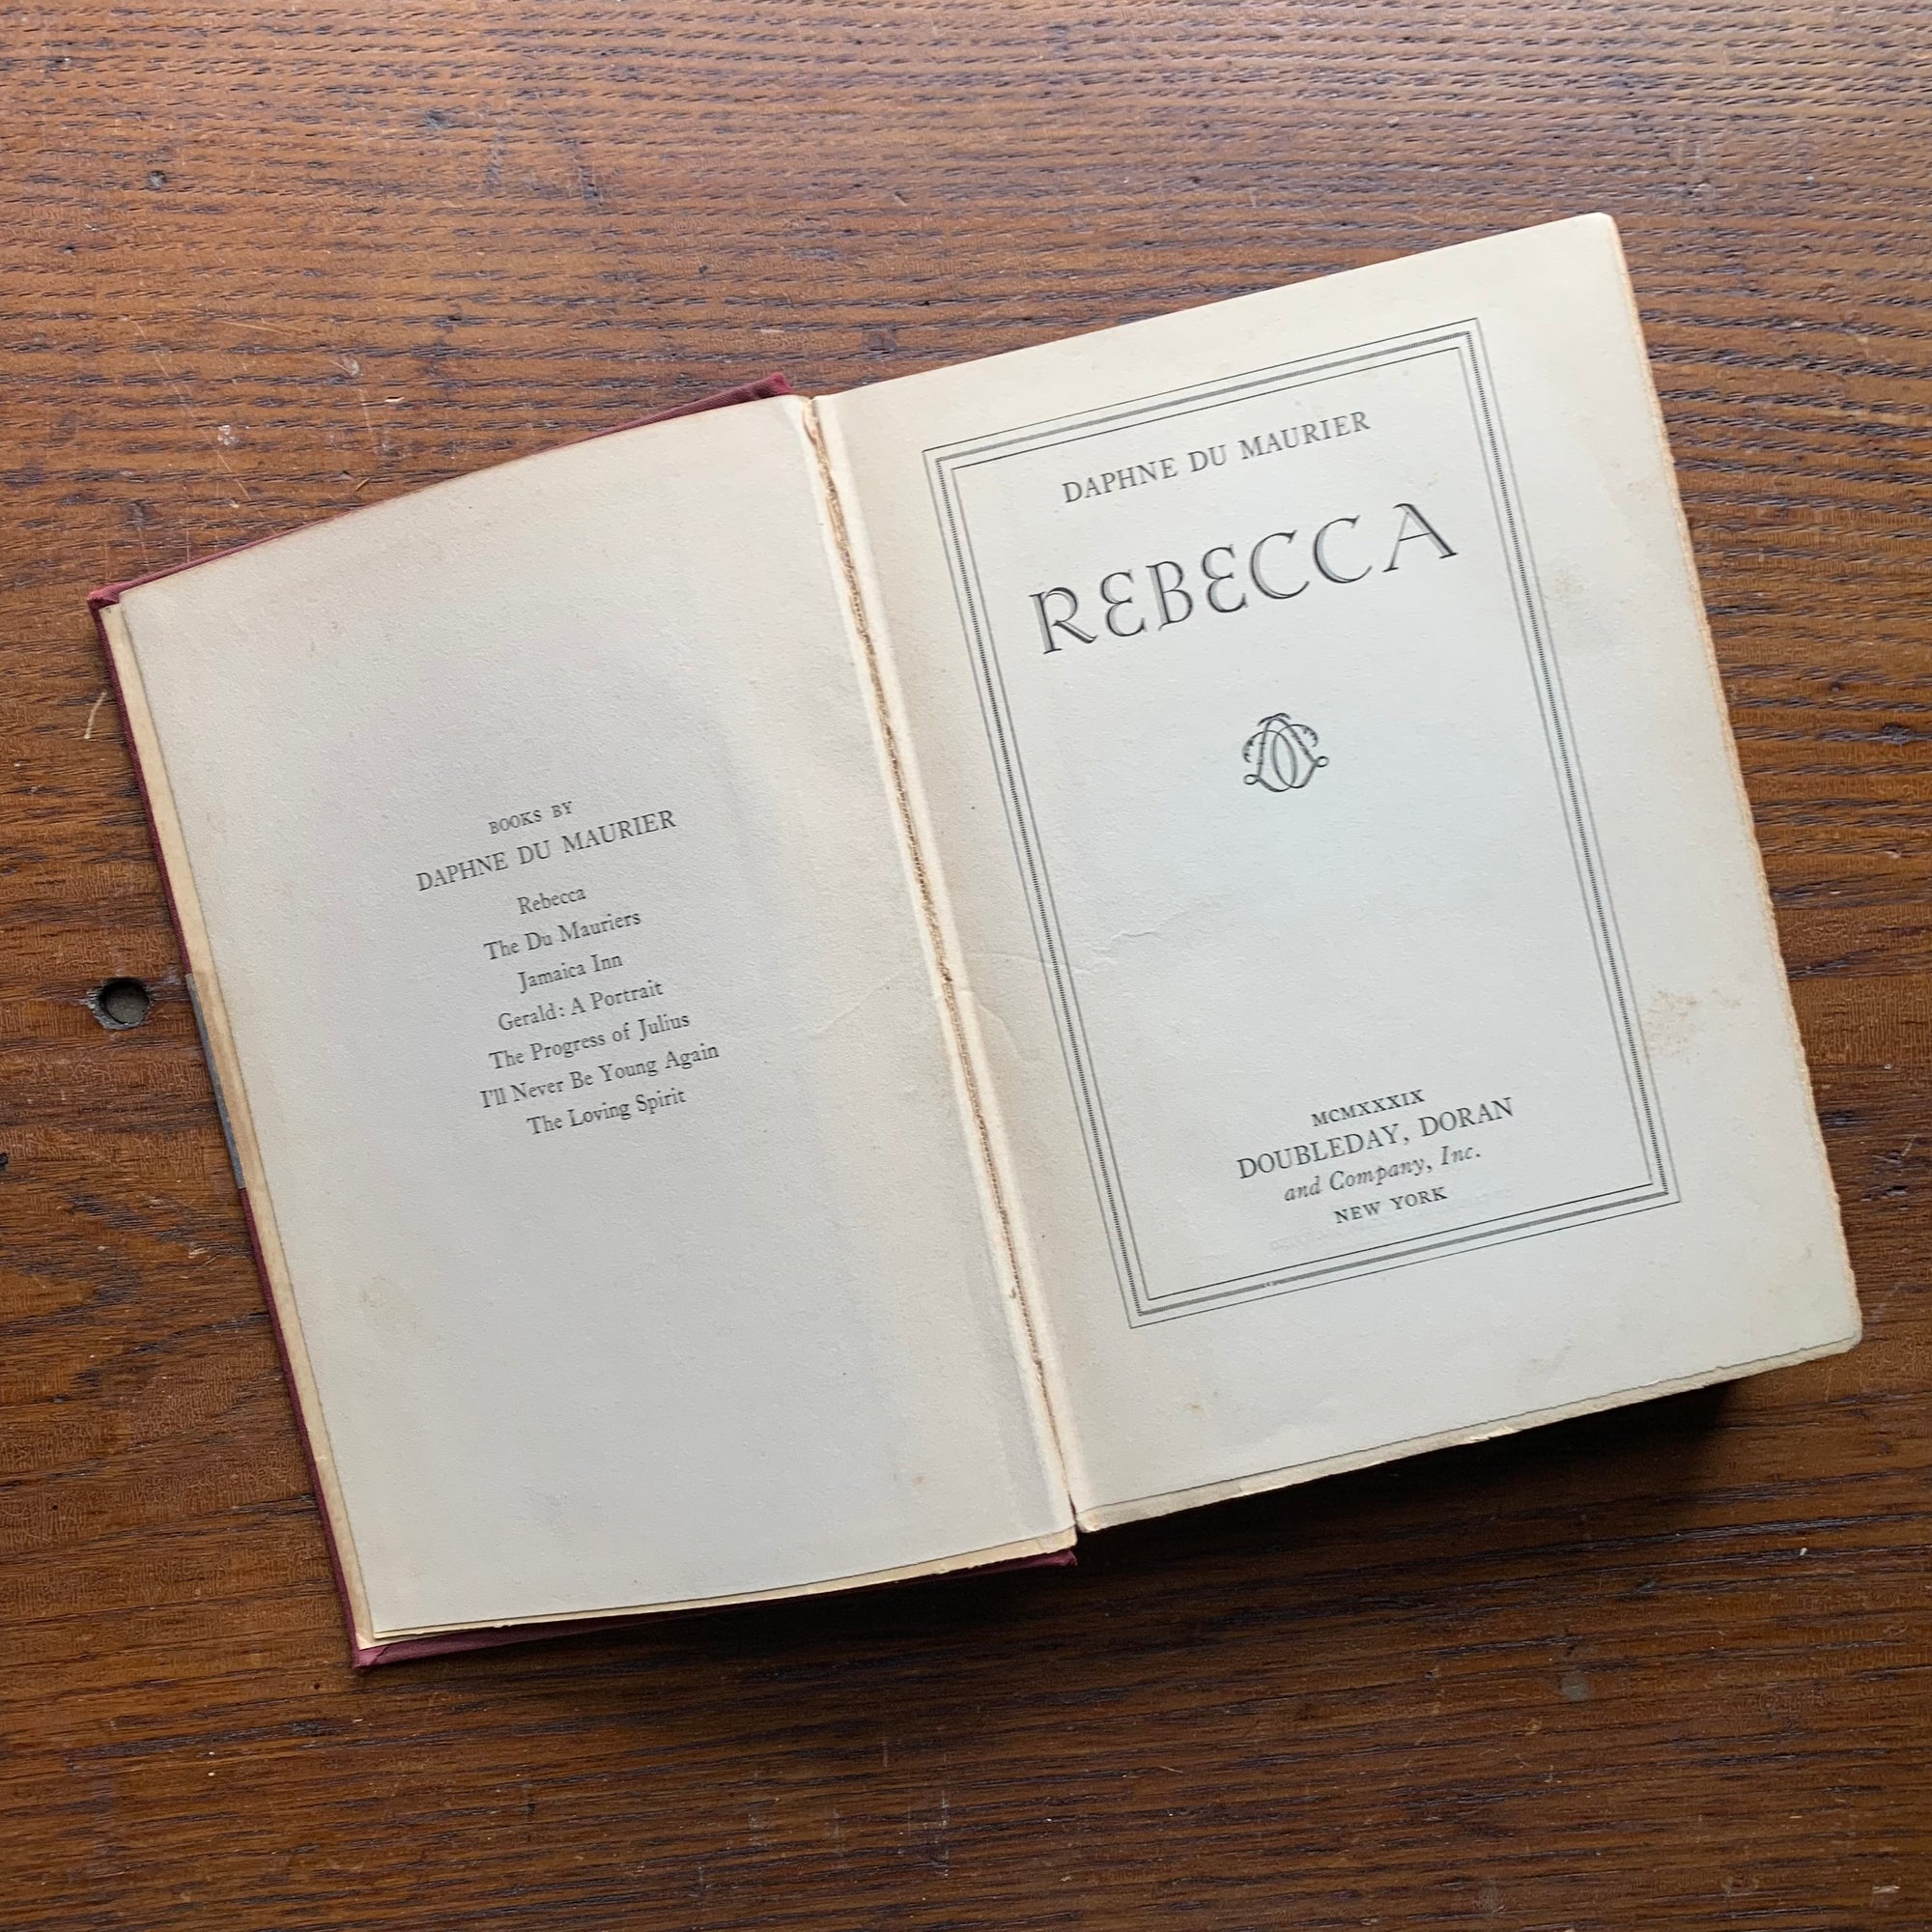 BOOKS BY
DAPHNE DU MAURIER
Rebecca
The Du Mauriers
Jamaica Inn
Gerald: A Portrait
The Progress of Julius
I'll Never Be Young Again
The Loving Spirit
DAPHNE DU MAURIER
REBECCA
MCMXXXIX
DOUBLEDAY, DORAN
and Company, Inc.
NEW YORK